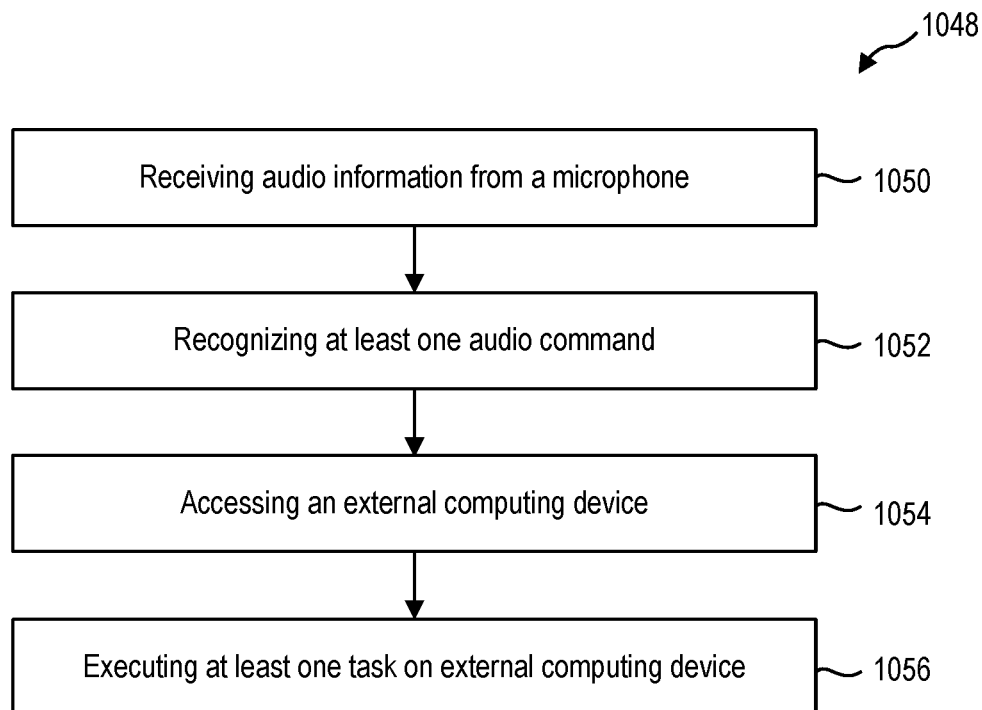 1048
Receiving audio information from a microphone
1050
Recognizing at least one audio command
1052
Accessing an external computing device
1054
Executing at least one task on external computing device
1056